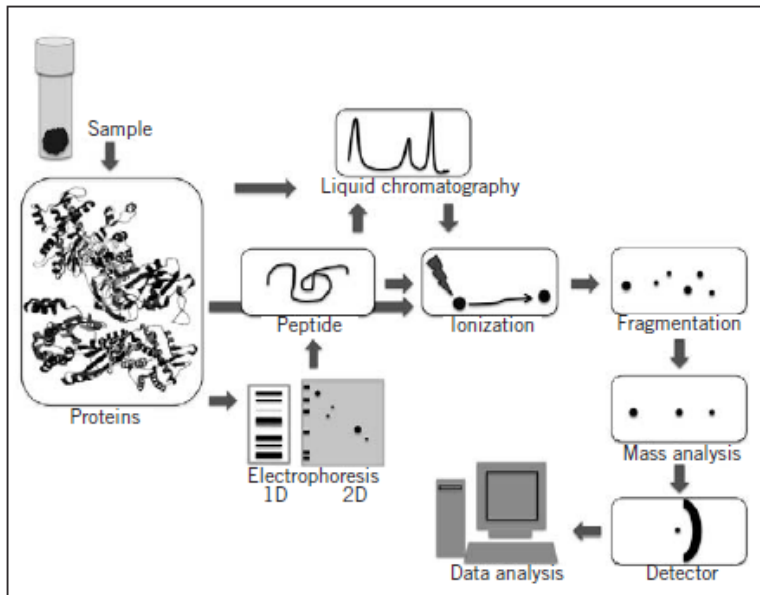 Sample
Liquid chromatography
Peptide
Ionization
Fragmentation
Proteins
Electrophoresis
1D 2D
Mass analysis
Data analysis
Detector